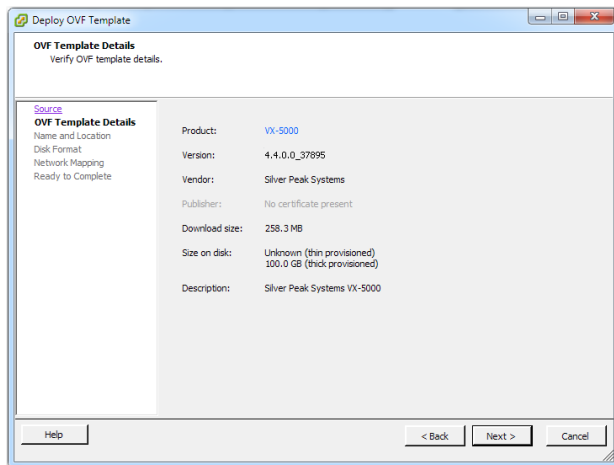 Deploy OVF Template
OVF Template Details
Verify OVF template details.
Source
OVF Template Details
Name and Location
Disk Format
Network Mapping
Ready to Complete
Product: VX-5000
Version: 4.4.0.0_37895
Vendor: Silver Peak Systems
Publisher: No certificate present
Download size: 258.3 MB
Size on disk: Unknown (thin provisioned)
100.0 GB (thick provisioned)
Description: Silver Peak Systems VX-5000
Help
< Back Next > Cancel